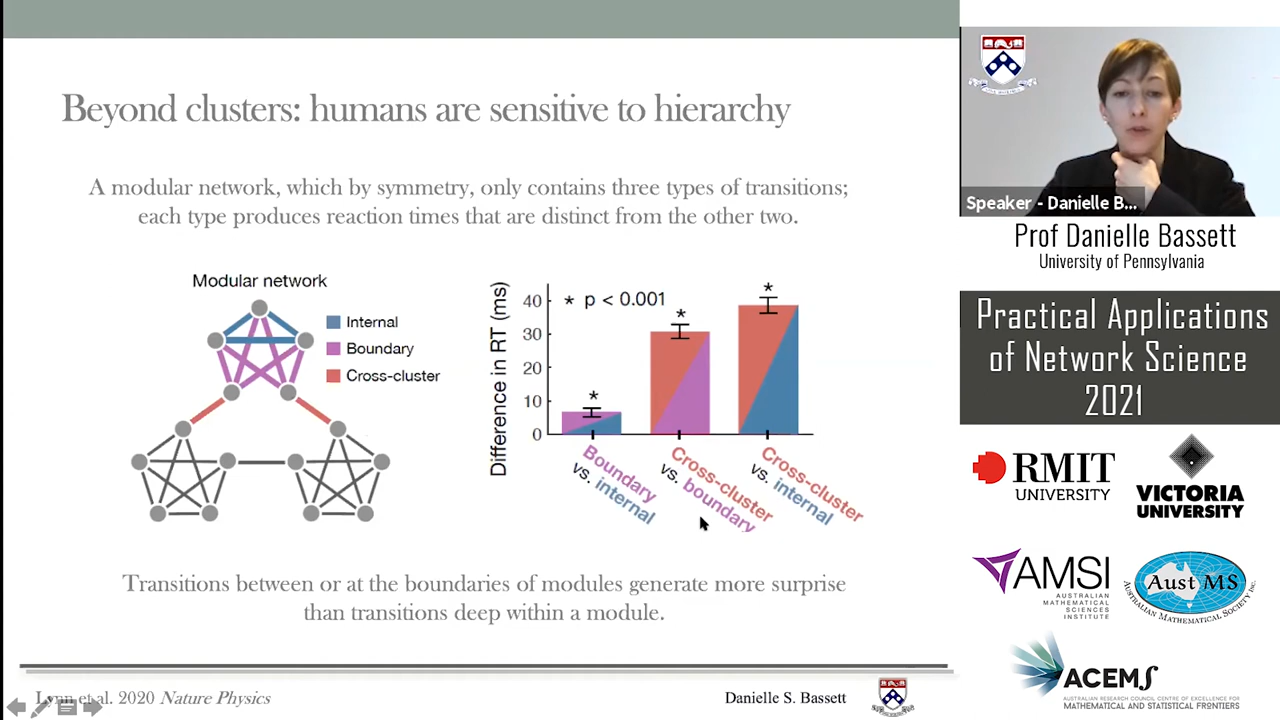 Beyond clusters: humans are sensitive to hierarchy
A modular network, which by symmetry, only contains three types of transitions;
each type produces reaction times that are distinct from the other two.
Modular network
Internal
Boundary
Cross-cluster
Difference in RT (ms)
40
30
20
10
0
* p < 0.001
*
*
*
Boundary
vs. internal
Cross-cluster
vs. boundary
Cross-cluster
vs. internal
Transitions between or at the boundaries of modules generate more surprise
than transitions deep within a module.
Lynn et al. 2020 Nature Physics
Danielle S. Bassett
Speaker - Danielle B...
Prof Danielle Bassett
University of Pennsylvania
Practical Applications
of Network Science
2021
RMIT
UNIVERSITY
VICTORIA
UNIVERSITY
AMSI
AUSTRALIAN
MATHEMATICAL
SCIENCES
INSTITUTE
Aust MS
AUSTRALIAN MATHEMATICAL SOCIETY INC.
ACEMS
AUSTRALIAN RESEARCH COUNCIL CENTRE OF EXCELLENCE FOR
MATHEMATICAL AND STATISTICAL FRONTIERS